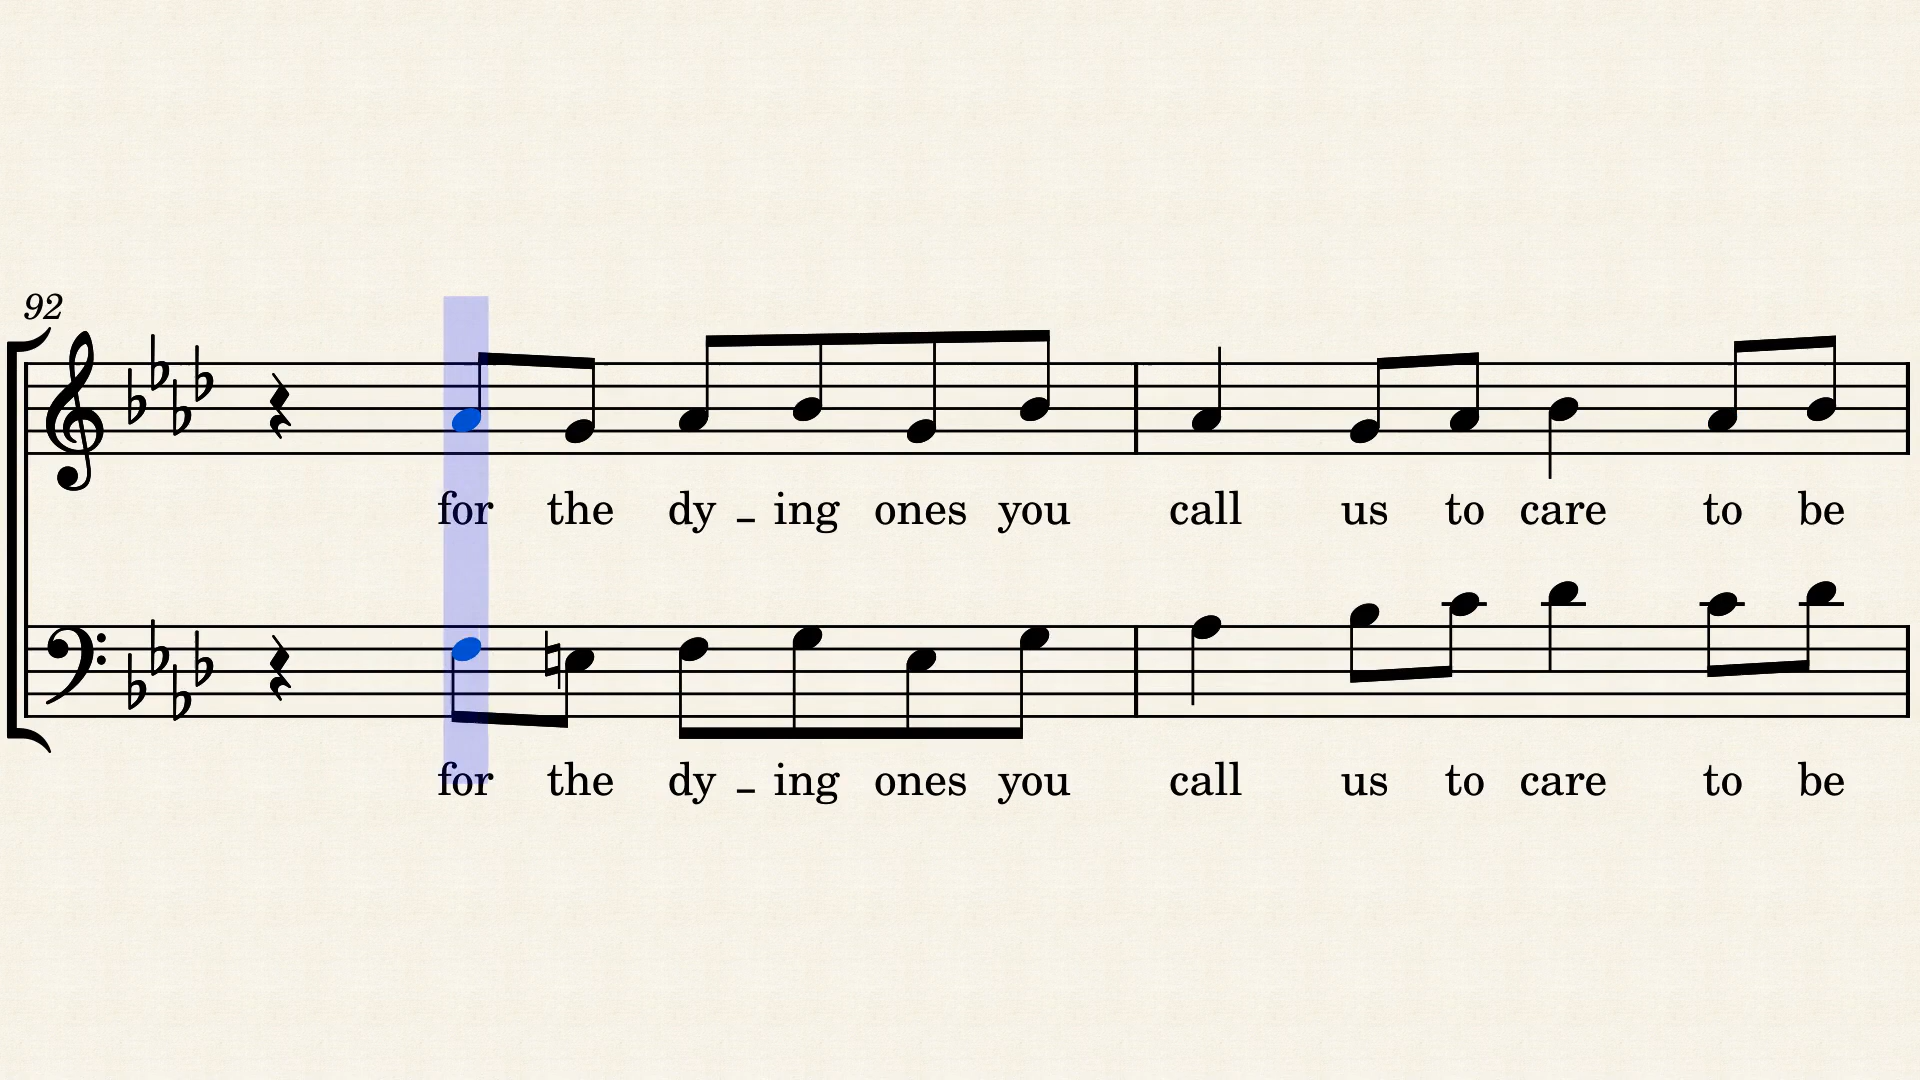 92
for the dy - ing ones you call us to care to be
for the dy - ing ones you call us to care to be